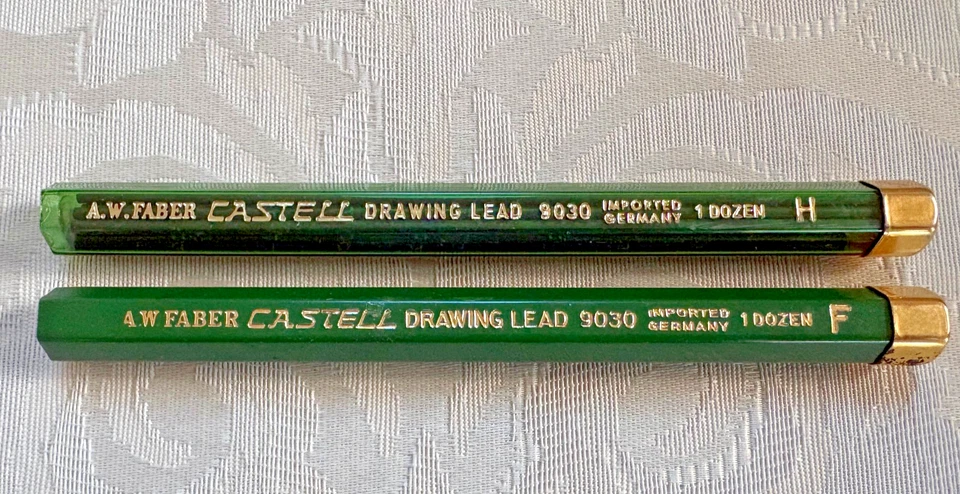 A.W.FABER CASTELL DRAWING LEAD 9030 IMPORTED GERMANY 1 DOZEN H
A.W FABER CASTELL DRAWING LEAD 9030 IMPORTED GERMANY 1 DOZEN F